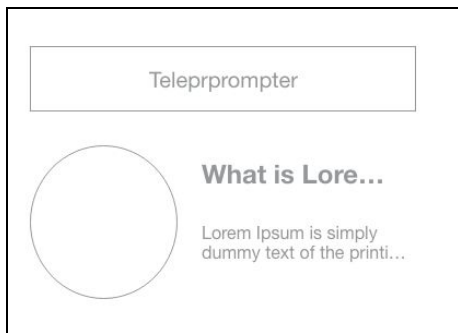 Teleprprompter
What is Lore...
Lorem Ipsum is simply
dummy text of the printi...